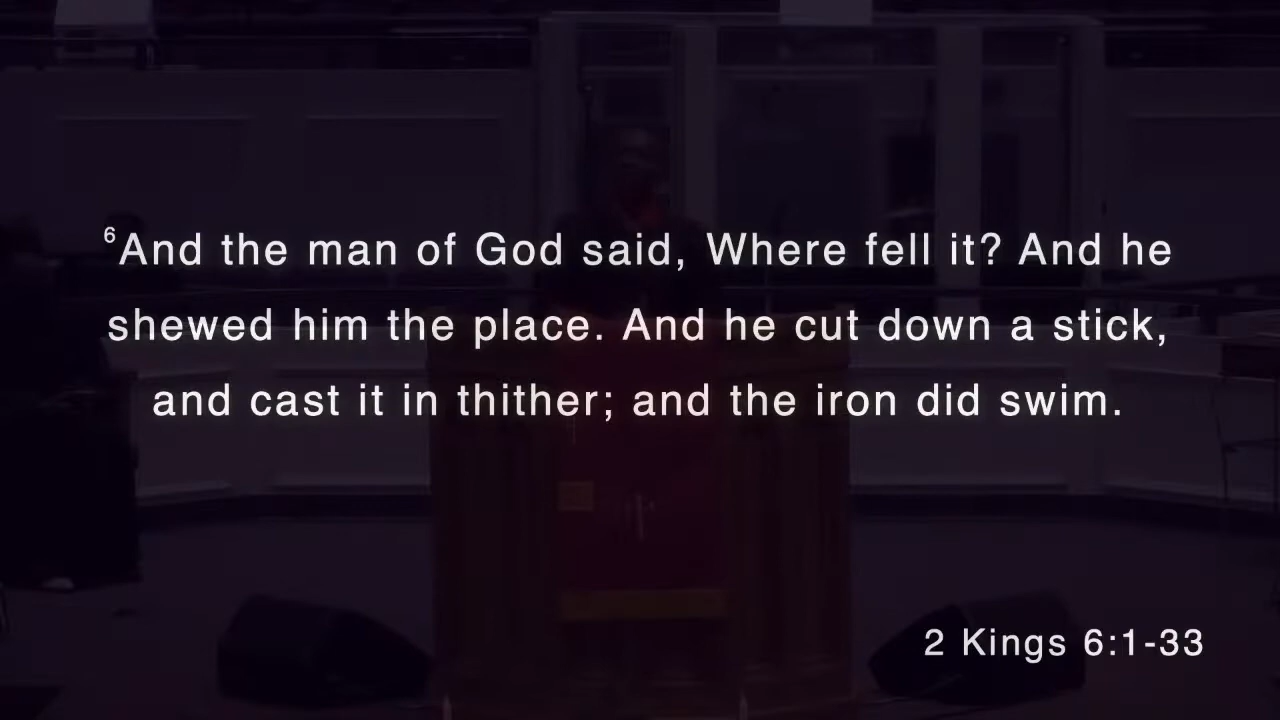 6And the man of God said, Where fell it? And he
shewed him the place. And he cut down a stick,
and cast it in thither; and the iron did swim.
2 Kings 6:1-33